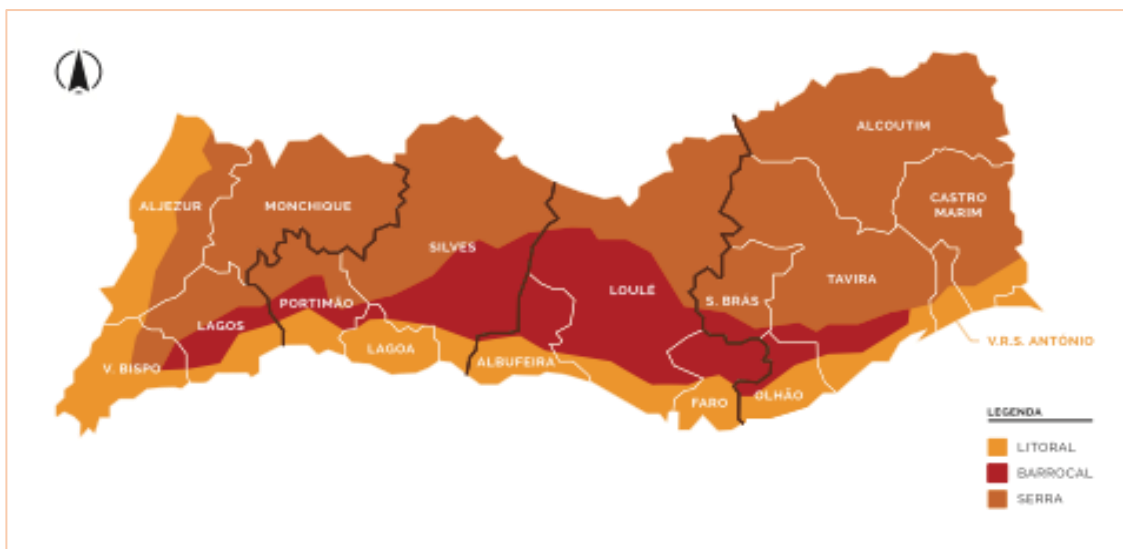 ALCOUTIM
ALJEZUR
MONCHIQUE
CASTRO
MARIM
SILVES
TAVIRA
LOULÉ
S. BRÁS
PORTIMÃO
LAGOS
V.R.S. ANTÓNIO
LAGOA
ALBUFEIRA
V. BISPO
FARO
OLHÃO
LEGENDA
LITORAL
BARROCAL
SERRA